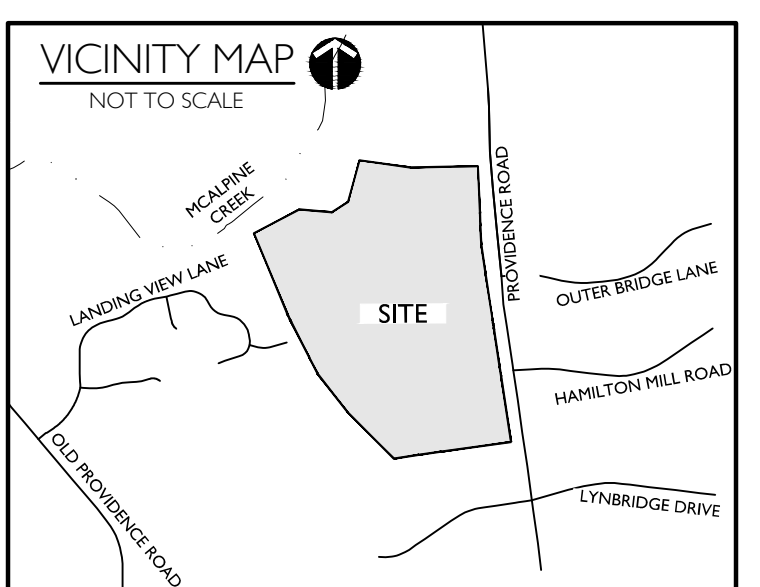 VICINITY MAP
NOT TO SCALE
MCALPINE
CREEK
PROVIDENCE ROAD
LANDING VIEW LANE
OUTER BRIDGE LANE
SITE
HAMILTON MILL ROAD
OLD PROVIDENCE ROAD
LYNBRIDGE DRIVE